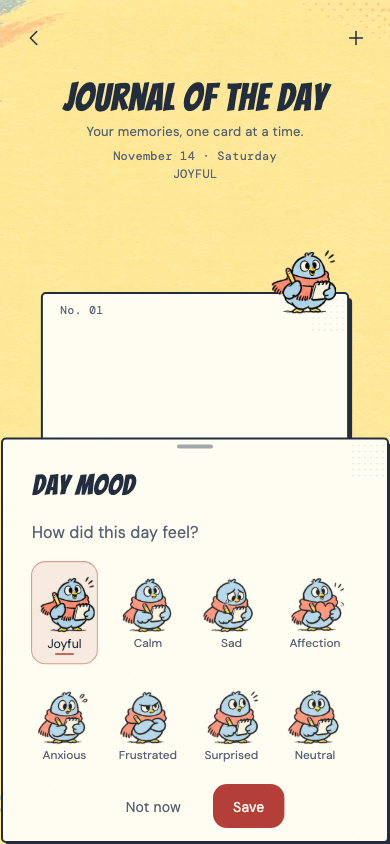 JOURNAL OF THE DAY
Your memories, one card at a time.
November 14 · Saturday
JOYFUL
No. 01
DAY MOOD
How did this day feel?
Joyful
Calm
Sad
Affection
Anxious
Frustrated
Surprised
Neutral
Not now
Save